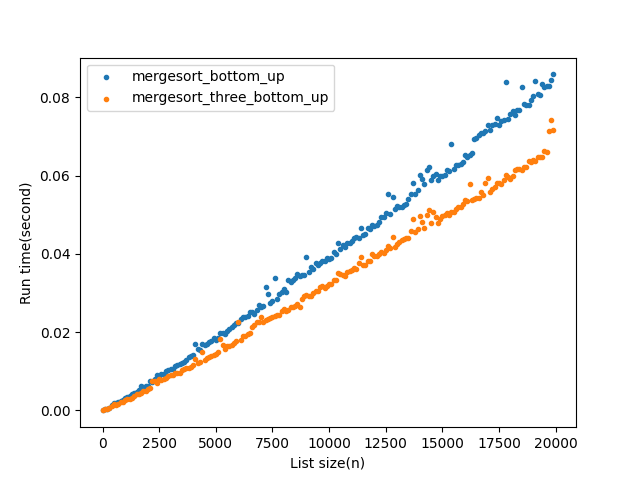 mergesort_bottom_up
mergesort_three_bottom_up
0.08
0.06
0.04
0.02
0.00
Run time(second)
0 2500 5000 7500 10000 12500 15000 17500 20000
List size(n)